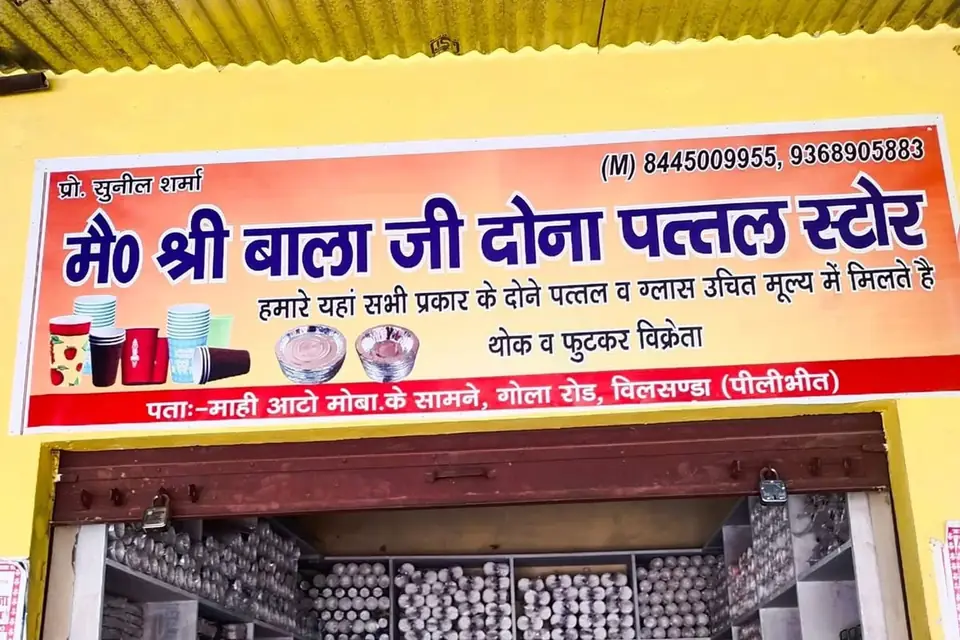 प्रो. सुनील शर्मा
(M) 8445009955, 9368905883
मै० श्री बाला जी दोना पत्तल स्टोर
हमारे यहां सभी प्रकार के दोने पत्तल व ग्लास उचित मूल्य में मिलते है
थोक व फुटकर विक्रेता
पताः-माही आटो मोबा.के सामने, गोला रोड, विलसण्डा (पीलीभीत)